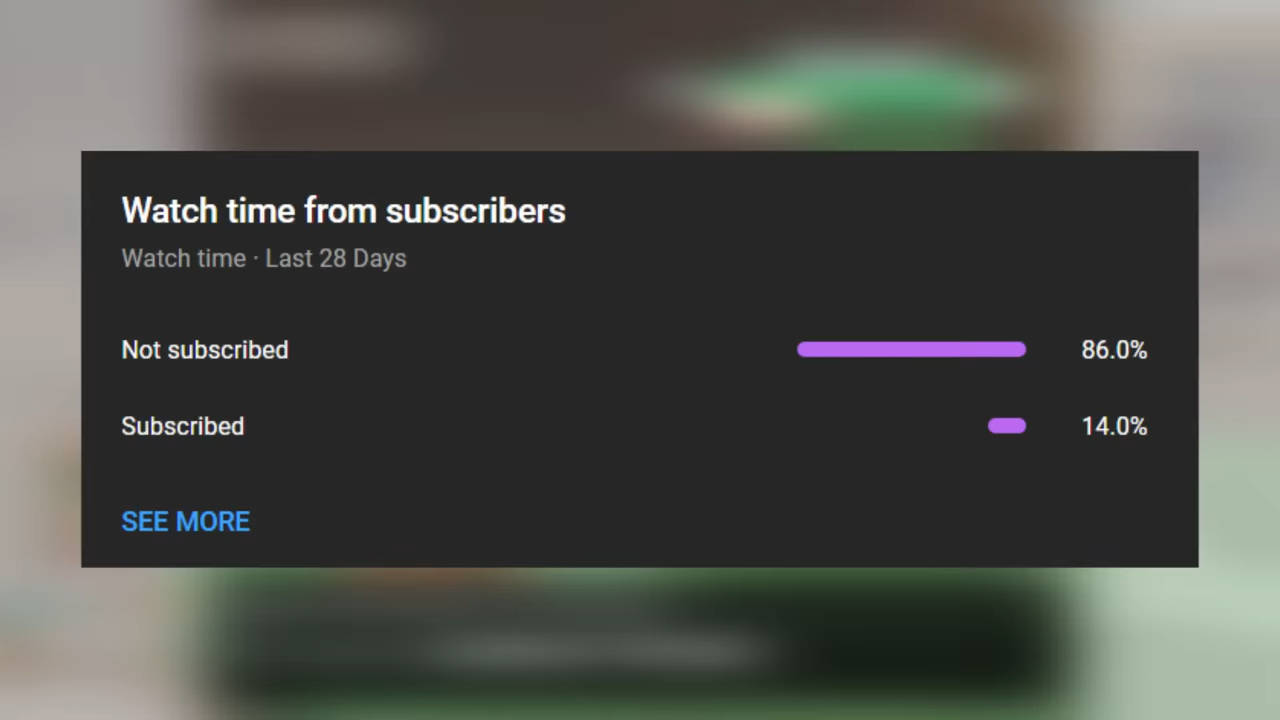 Watch time from subscribers
Watch time · Last 28 Days
Not subscribed 86.0%
Subscribed 14.0%
SEE MORE